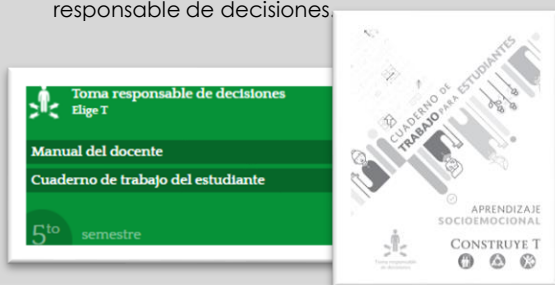 responsable de decisiones.
Toma responsable de decisiones
Elige T
Manual del docente
Cuaderno de trabajo del estudiante
5to semestre
CUADERNO DE
TRABAJO PARA ESTUDIANTES
APRENDIZAJE
SOCIOEMOCIONAL
Toma responsable
de decisiones
CONSTRUYE T